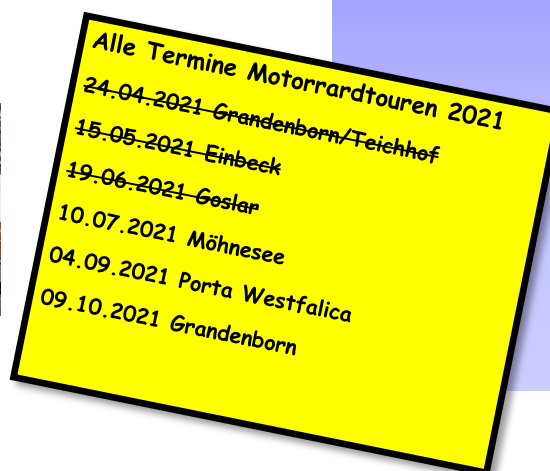 Alle Termine Motorrardtouren 2021
24.04.2021 Grandenborn/Teichhof
15.05.2021 Einbeck
19.06.2021 Goslar
10.07.2021 Möhnesee
04.09.2021 Porta Westfalica
09.10.2021 Grandenborn